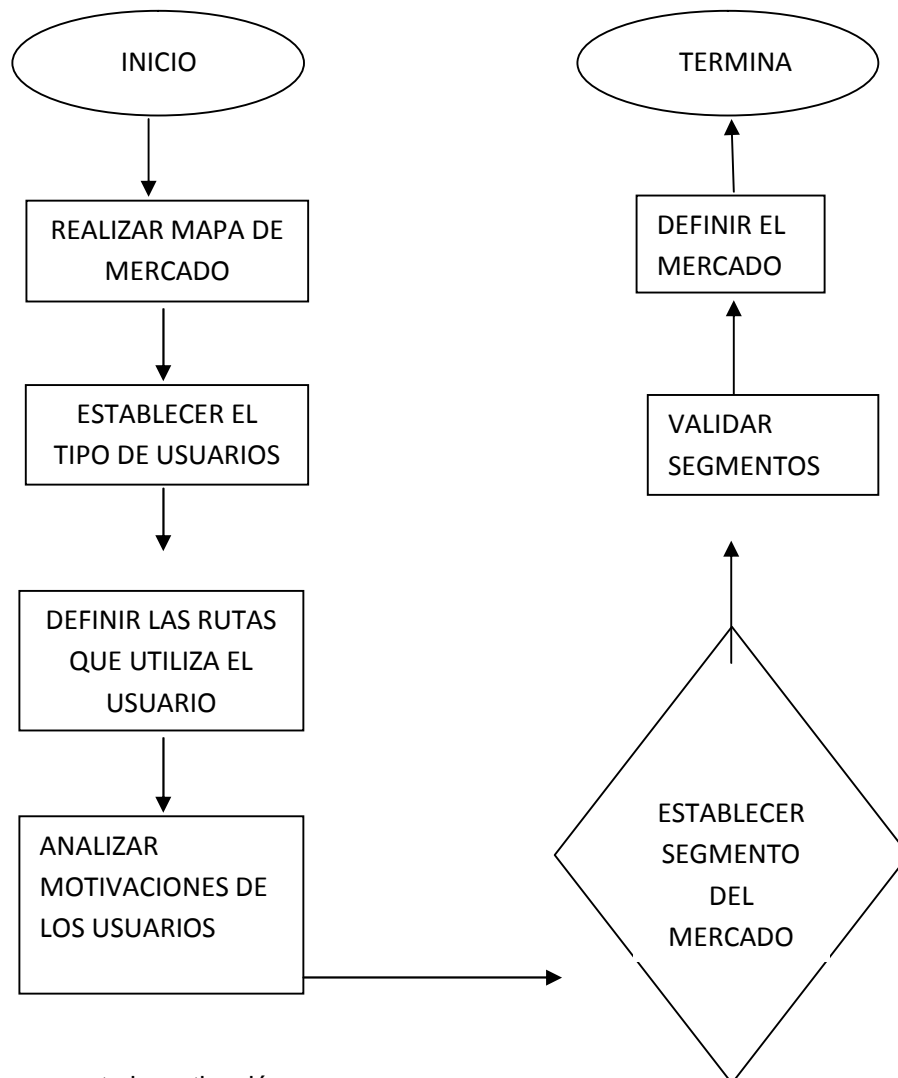 INICIO
REALIZAR MAPA DE
MERCADO
ESTABLECER EL
TIPO DE USUARIOS
DEFINIR LAS RUTAS
QUE UTILIZA EL
USUARIO
ANALIZAR
MOTIVACIONES DE
LOS USUARIOS
ESTABLECER
SEGMENTO
DEL
MERCADO
VALIDAR
SEGMENTOS
DEFINIR EL
MERCADO
TERMINA